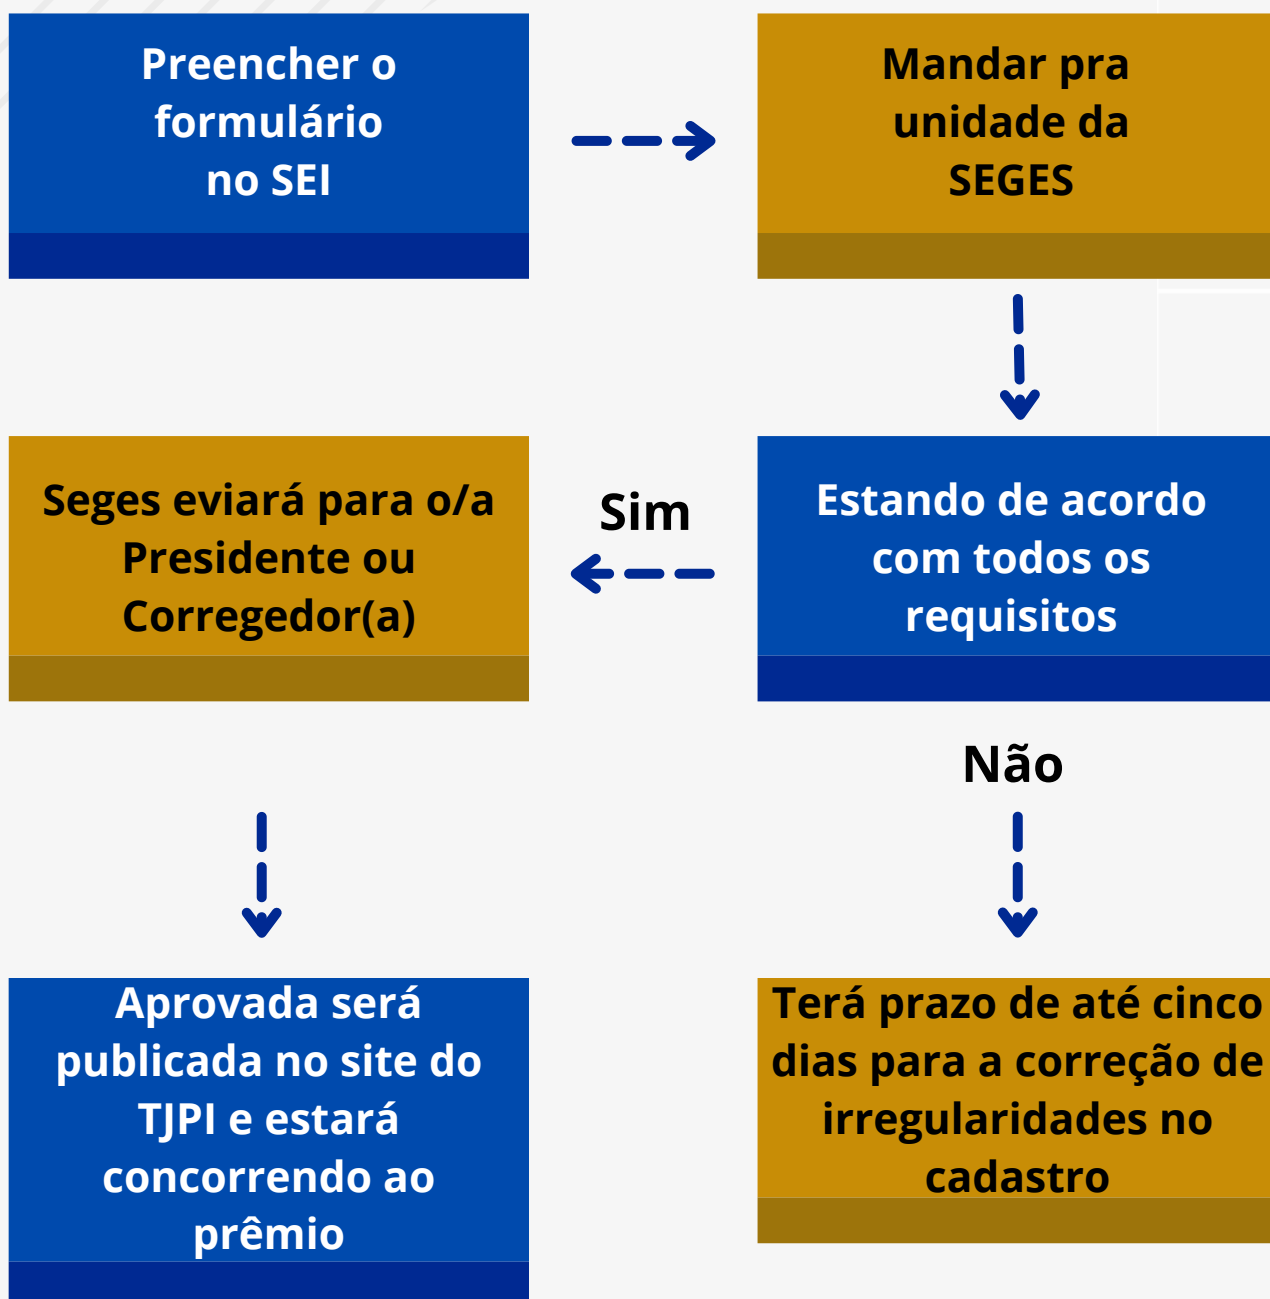 Preencher o
formulário
no SEI
Mandar pra
unidade da
SEGES
Estando de acordo
com todos os
requisitos
Sim
Seges eviará para o/a
Presidente ou
Corregedor(a)
Não
Aprovada será
publicada no site do
TJPI e estará
concorrendo ao
prêmio
Terá prazo de até cinco
dias para a correção de
irregularidades no
cadastro